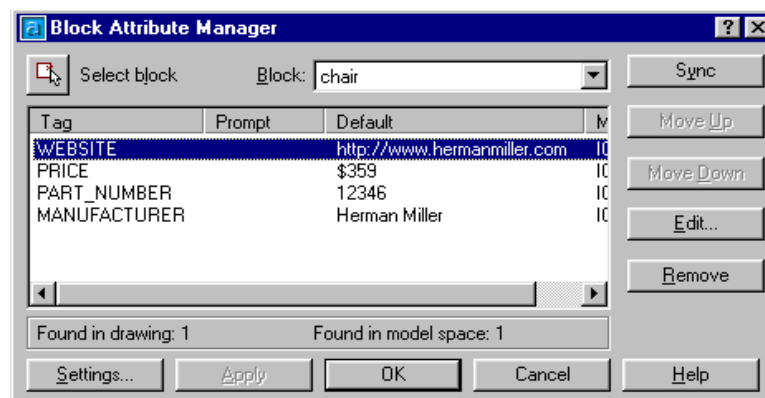 Block Attribute Manager
Select block Block: chair Sync
Tag Prompt Default M
WEBSITE http://www.hermanmiller.com
PRICE $359
PART_NUMBER 12346
MANUFACTURER Herman Miller
Move Up
Move Down
Edit...
Remove
Found in drawing: 1 Found in model space: 1
Settings... Apply OK Cancel Help